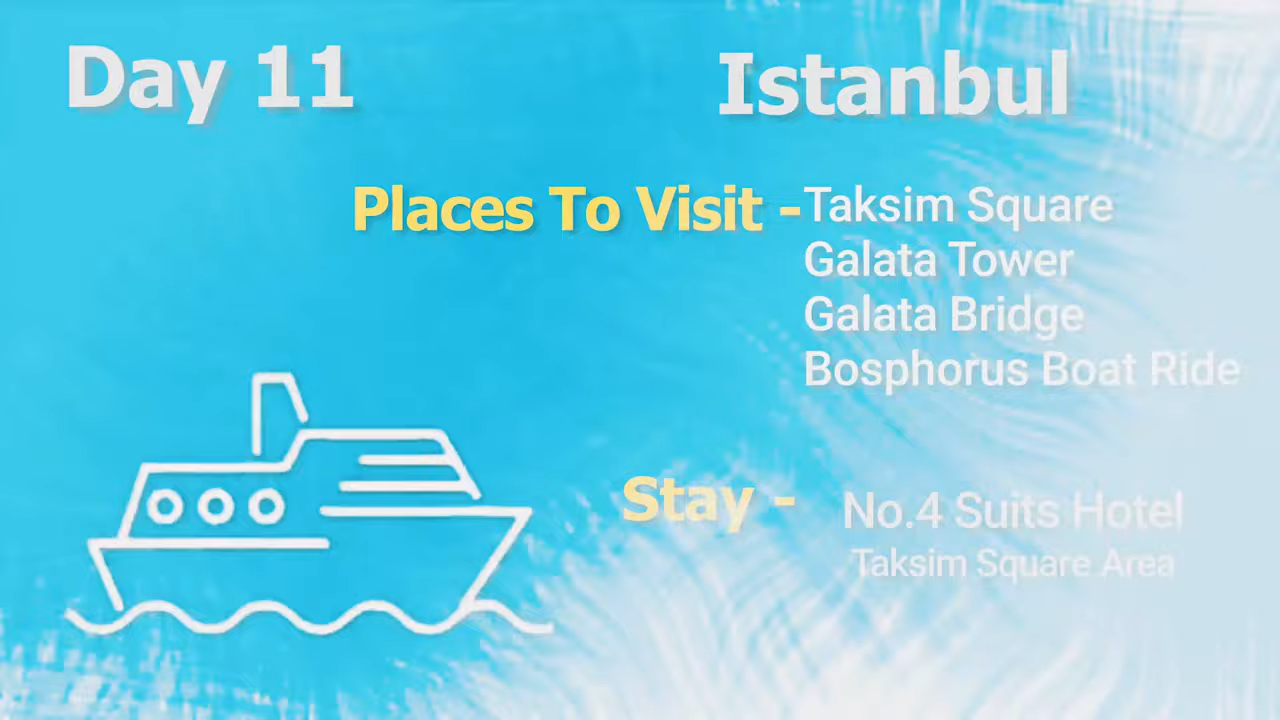 Day 11
Istanbul
Places To Visit - Taksim Square
Galata Tower
Galata Bridge
Bosphorus Boat Ride
Stay - No.4 Suits Hotel
Taksim Square Area